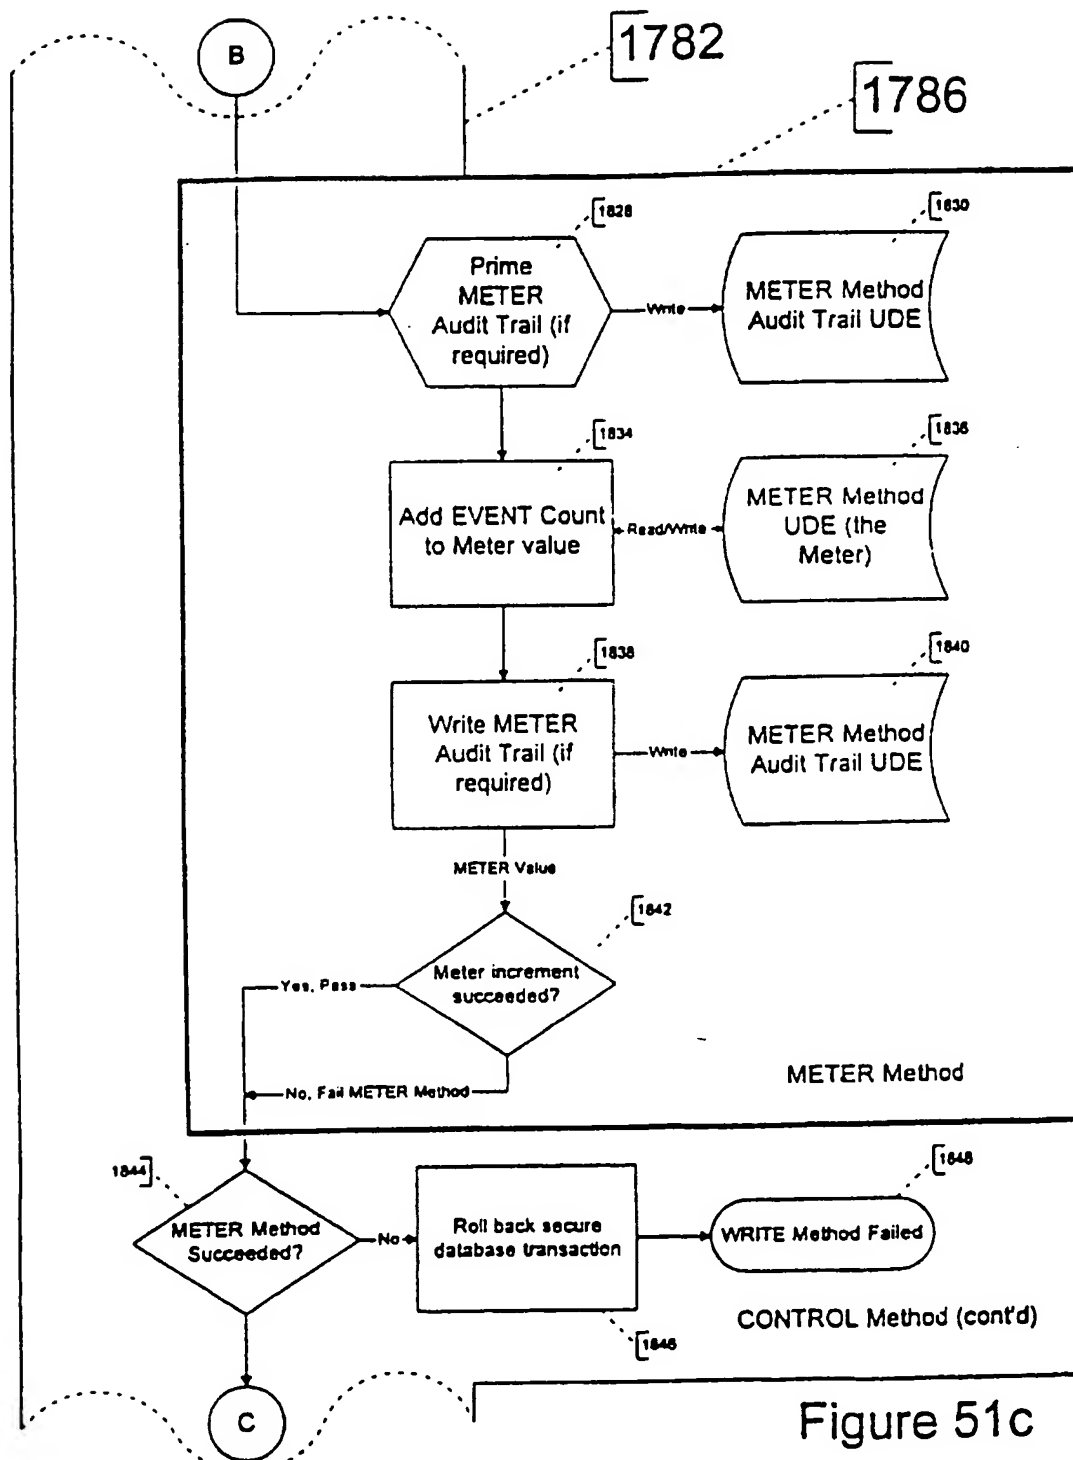 B
1782
1786
1828
1830
Prime
METER
Audit Trail (if
required)
Write
METER Method
Audit Trail UDE
1834
1836
Add EVENT Count
to Meter value
Read/Write
METER Method
UDE (the
Meter)
1838
1840
Write METER
Audit Trail (if
required)
Write
METER Method
Audit Trail UDE
METER Value
1842
Meter increment
succeeded?
Yes, Pass
No, Fail METER Method
METER Method
1844
METER Method
Succeeded?
No
Roll back secure
database transaction
1846
1848
WRITE Method Failed
CONTROL Method (cont'd)
C
Figure 51c